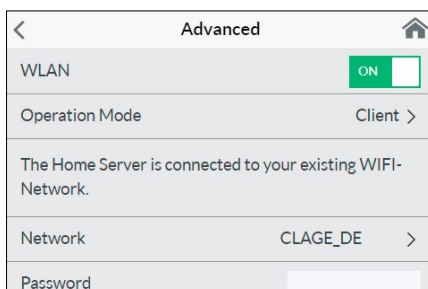 Advanced
WLAN ON
Operation Mode Client
The Home Server is connected to your existing WIFI-
Network.
Network CLAGE_DE
Password